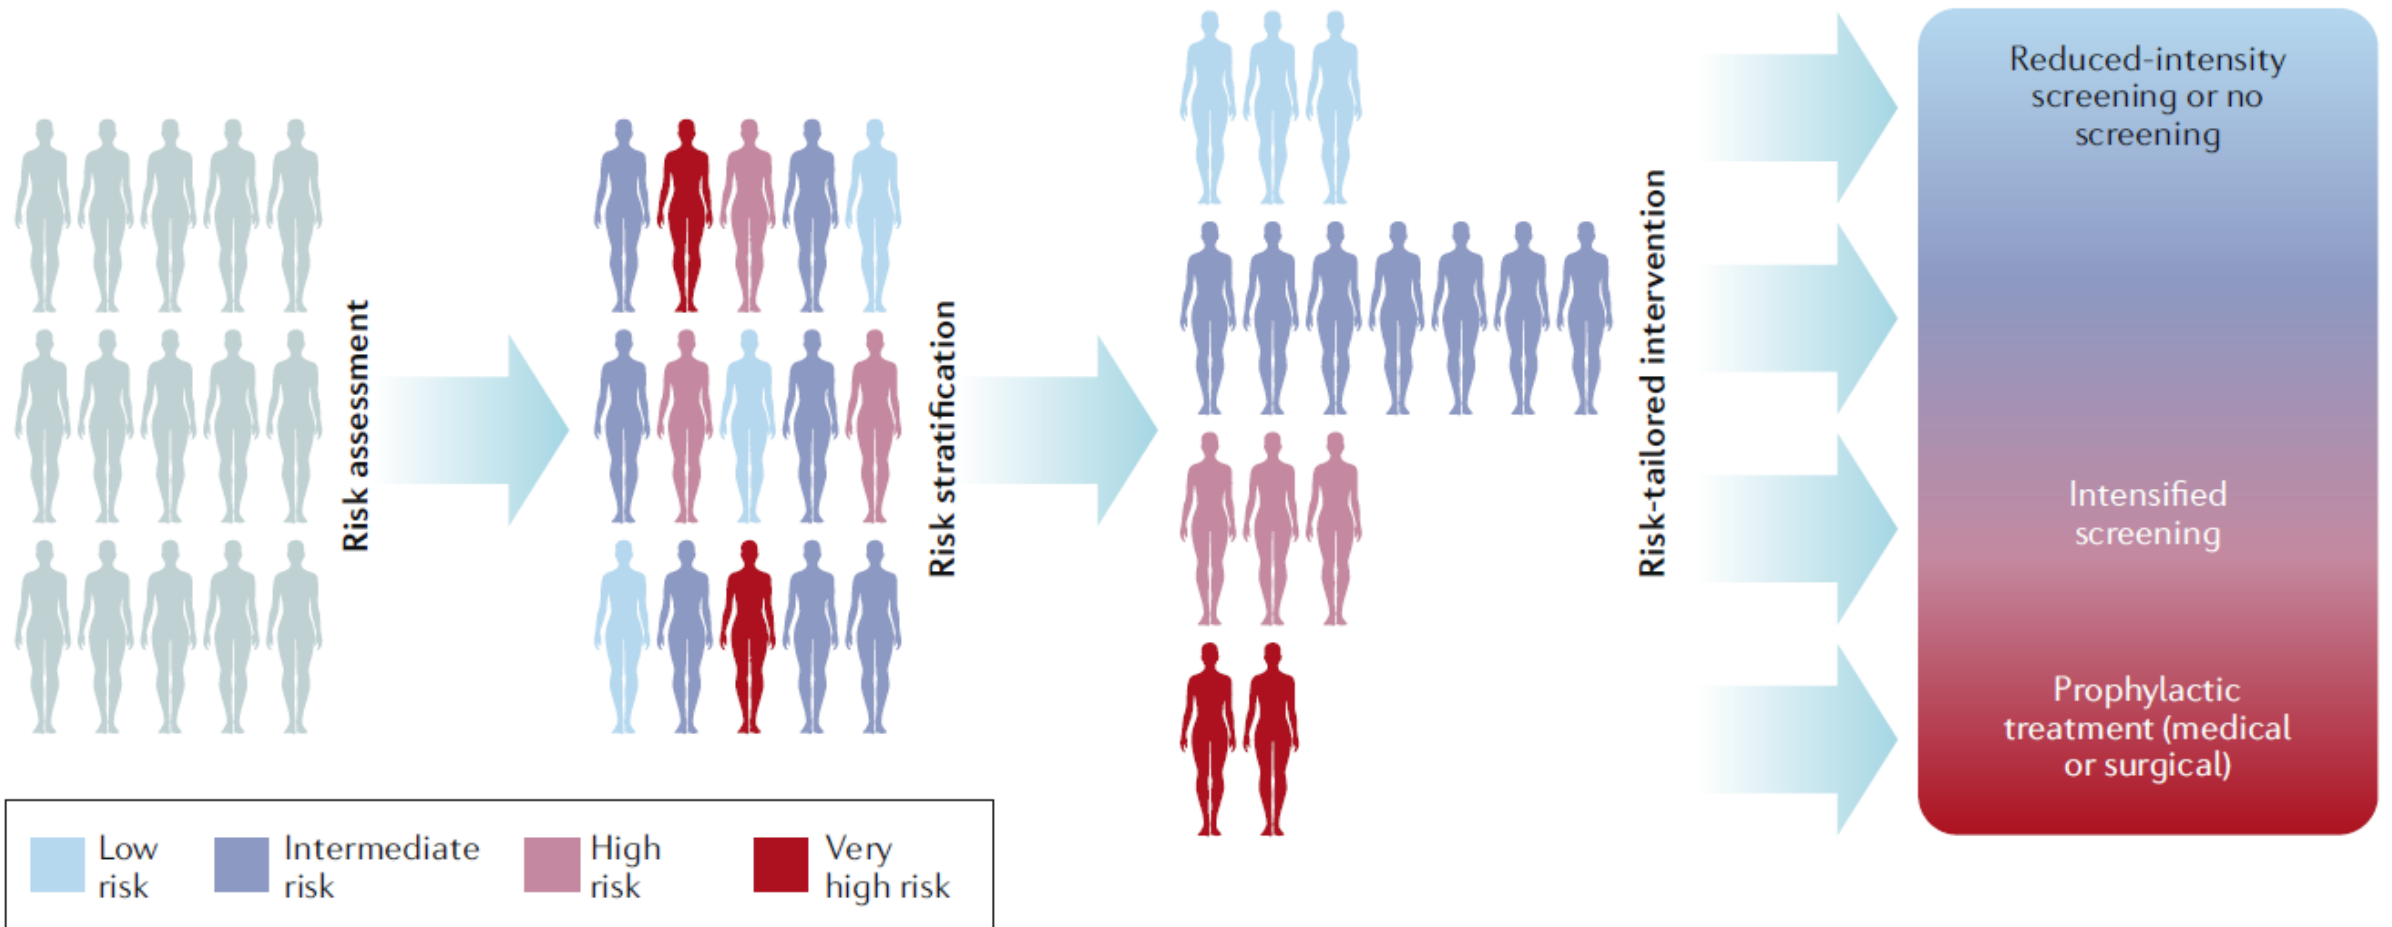 Risk assessment
Risk stratification
Risk-tailored intervention
Reduced-intensity
screening or no
screening
Intensified
screening
Prophylactic
treatment (medical
or surgical)
Low
risk
Intermediate
risk
High
risk
Very
high risk